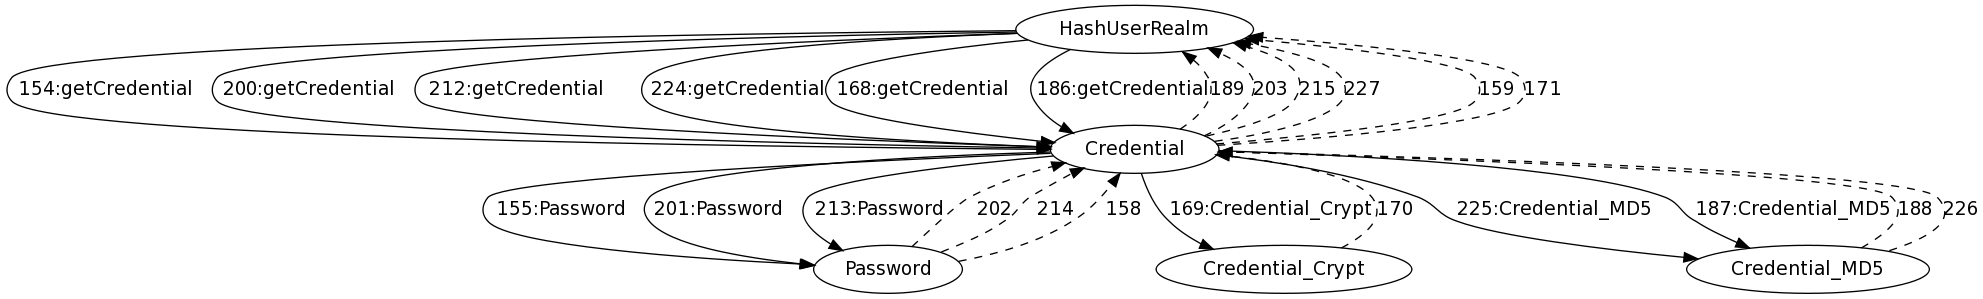 HashUserRealm
154:getCredential
200:getCredential
212:getCredential
224:getCredential
168:getCredential
186:getCredential
189
203
215
227
159
171
Credential
155:Password
201:Password
213:Password
202
214
158
169:Credential_Crypt
170
225:Credential_MD5
187:Credential_MD5
188
226
Password
Credential_Crypt
Credential_MD5